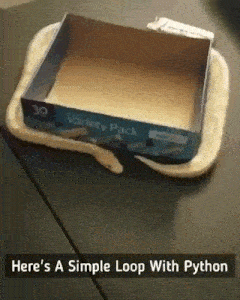 30
Variety Pack
Here's A Simple Loop With Python